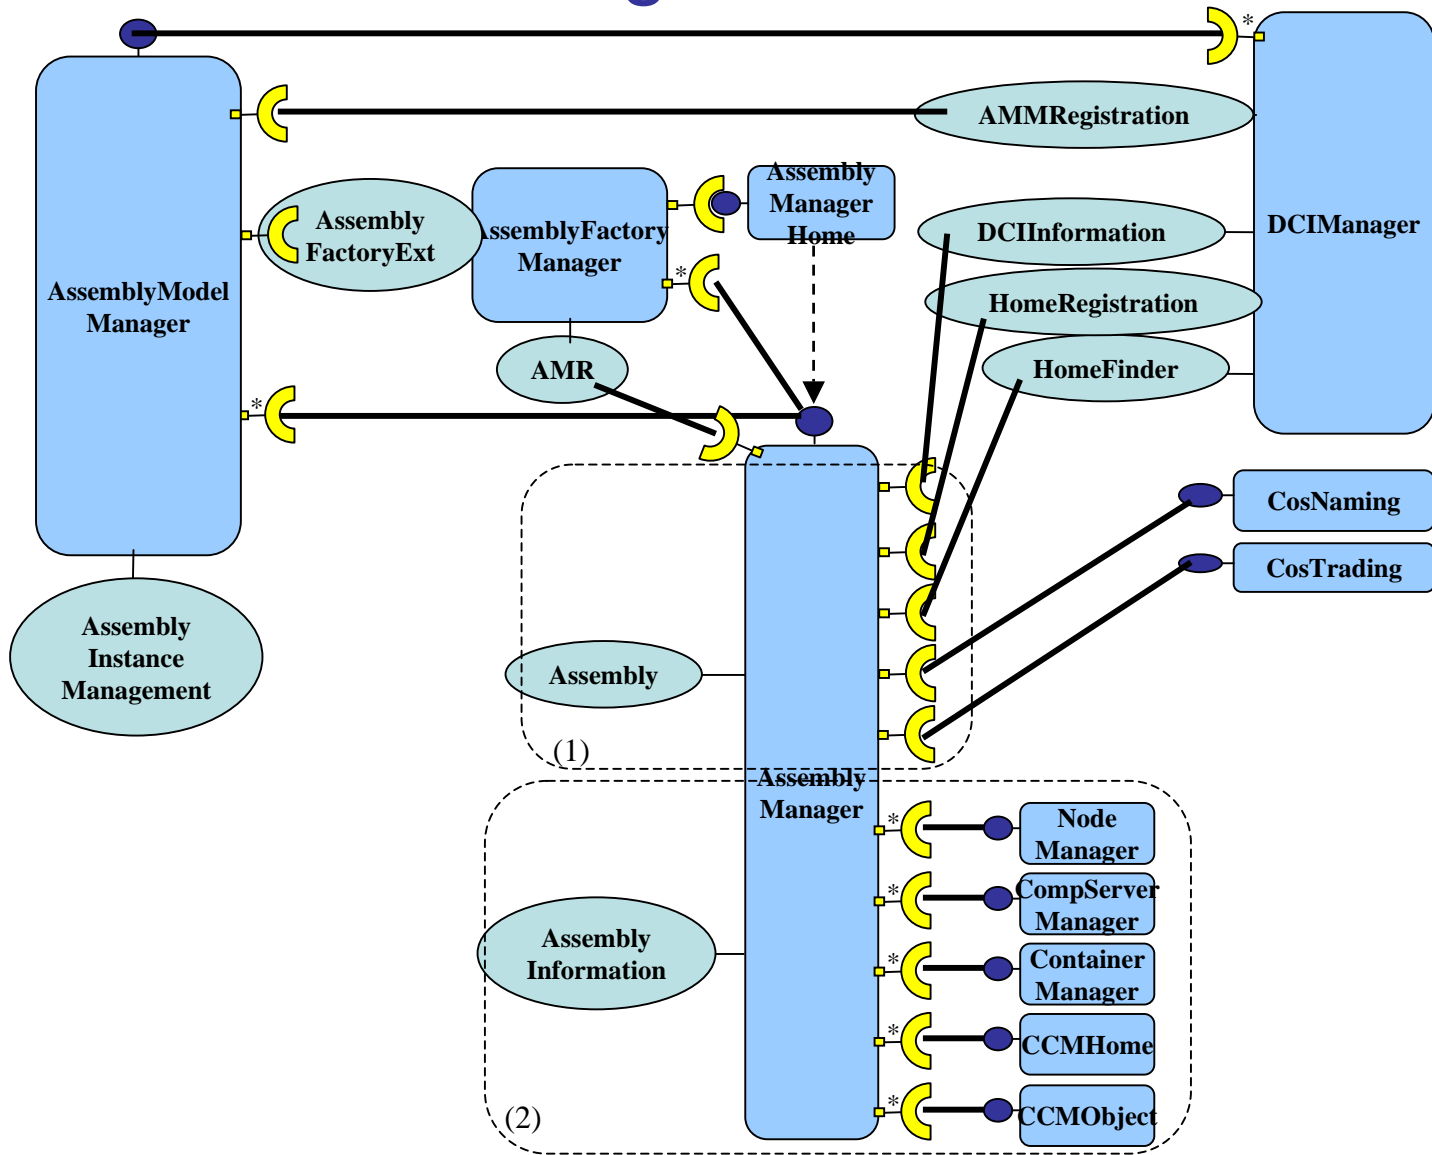 *
AMMRegistration
Assembly
FactoryExt
AssemblyFactory
Manager
Assembly
Manager
Home
DCIInformation
DCIManager
*
AssemblyModel
Manager
HomeRegistration
AMR
HomeFinder
*
CosNaming
CosTrading
Assembly
Instance
Management
Assembly
(1)
Assembly
Manager
*
Node
Manager
*
CompServer
Manager
Assembly
Information
*
Container
Manager
*
CCMHome
*
CCMObject
(2)